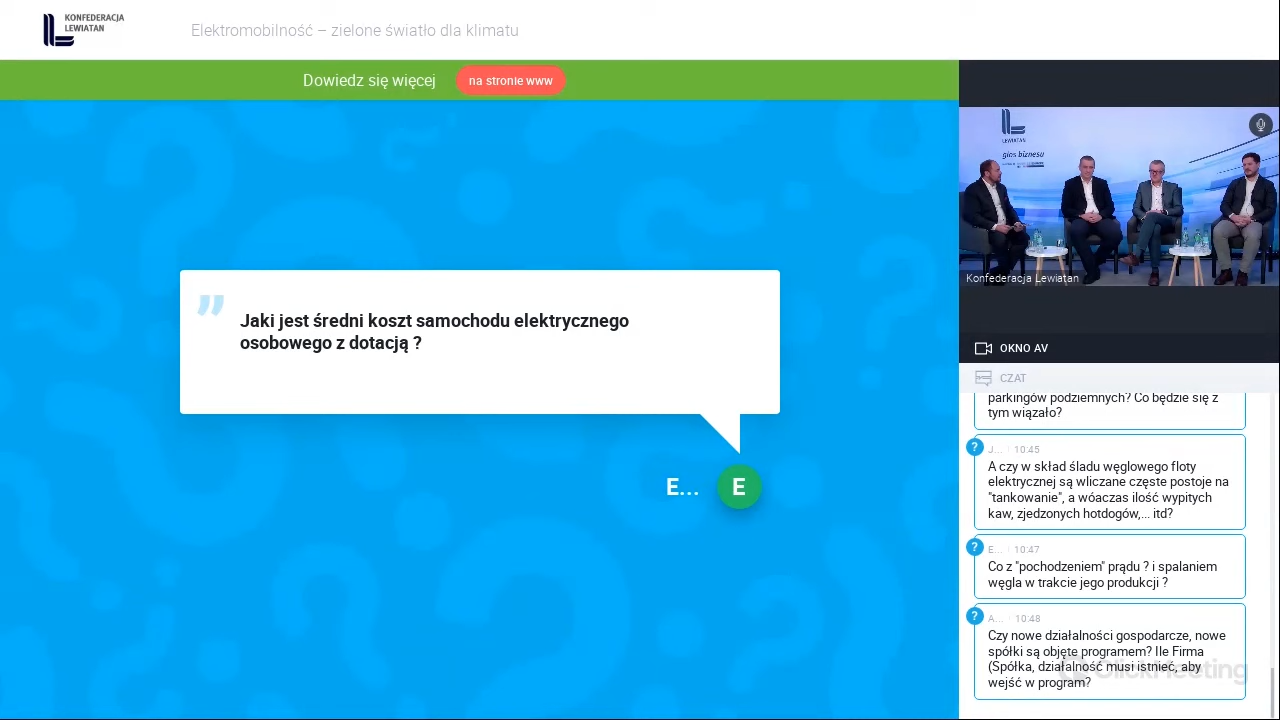 KONFEDERACJA
LEWIATAN
Elektromobilność – zielone światło dla klimatu
Dowiedz się więcej
na stronie www
”
Jaki jest średni koszt samochodu elektrycznego
osobowego z dotacją ?
E...
E
LEWIATAN
głos biznesu
Konfederacja Lewiatan
OKNO AV
CZAT
parkingów podziemnych? Co będzie się z
tym wiązało?
?
J... 10:45
A czy w skład śladu węglowego floty
elektrycznej są wliczane częste postoje na
"tankowanie", a wóaczas ilość wypitych
kaw, zjedzonych hotdogów,... itd?
?
E... 10:47
Co z "pochodzeniem" prądu ? i spalaniem
węgla w trakcie jego produkcji ?
?
A... 10:48
Czy nowe działalności gospodarcze, nowe
spółki są objęte programem? Ile Firma
(Spółka, działalność musi istnieć, aby
wejść w program?
ClickMeeting